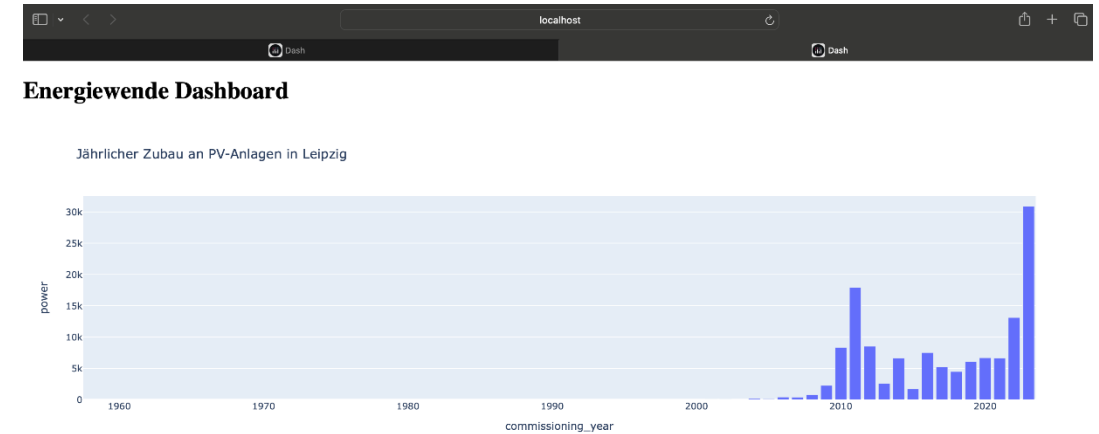 localhost
Dash
Dash
Energiewende Dashboard
Jährlicher Zubau an PV-Anlagen in Leipzig
30k
25k
20k
15k
10k
5k
0
power
1960 1970 1980 1990 2000 2010 2020
commissioning_year